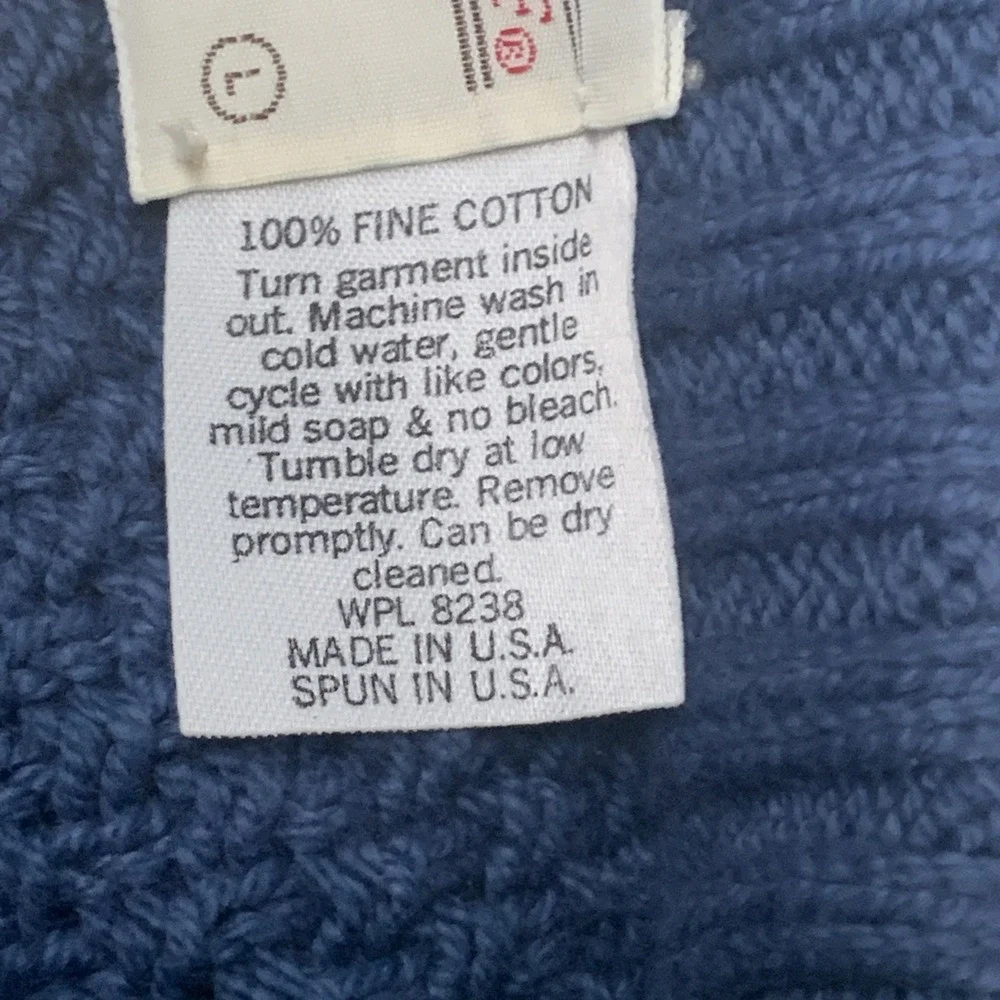 L
®
100% FINE COTTON
Turn garment inside
out. Machine wash in
cold water, gentle
cycle with like colors,
mild soap & no bleach.
Tumble dry at low
temperature. Remove
promptly. Can be dry
cleaned.
WPL 8238
MADE IN U.S.A.
SPUN IN U.S.A.